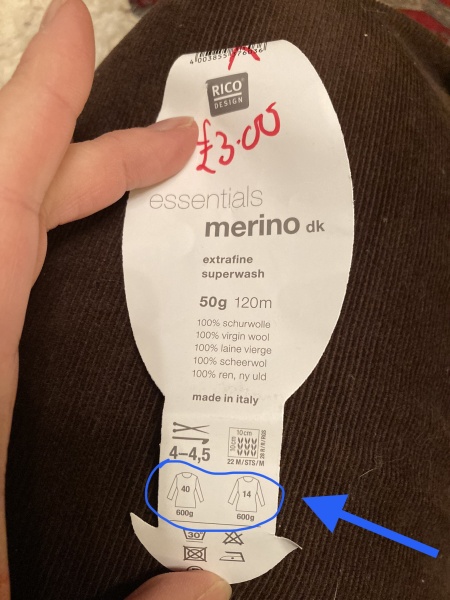 RICO
DESIGN
£3.00
essentials
merino dk
extrafine
superwash
50g 120m
100% schurwolle
100% virgin wool
100% laine vierge
100% scheerwol
100% ren, ny uld
made in italy
10cm
10cm
4–4,5
22 M/STS/M
40
14
600g
600g
30